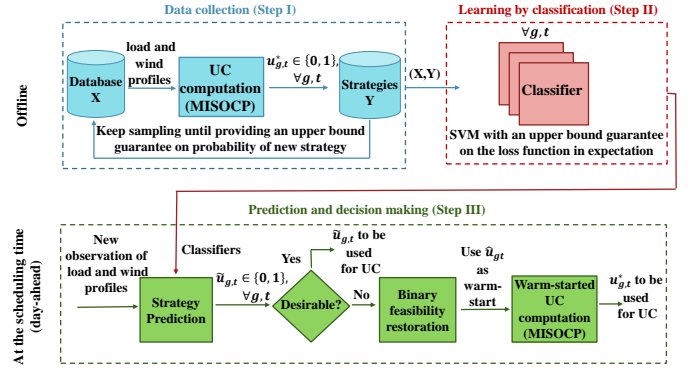 Data collection (Step I)
Learning by classification (Step II)
Offline
Database
X
load and
wind
profiles
UC
computation
(MISOCP)
u*g,t ∈ {0, 1},
∀g, t
Strategies
Y
(X,Y)
Keep sampling until providing an upper bound
guarantee on probability of new strategy
∀g, t
Classifier
SVM with an upper bound guarantee
on the loss function in expectation
Prediction and decision making (Step III)
At the scheduling time
(day-ahead)
New
observation of
load and wind
profiles
Classifiers
Strategy
Prediction
ũg,t ∈ {0, 1},
∀g, t
Yes
ũg,t to be
used
for UC
Desirable?
No
Binary
feasibility
restoration
Use ûgt
as
warm-
start
Warm-started
UC
computation
(MISOCP)
u*g,t to be
used
for UC